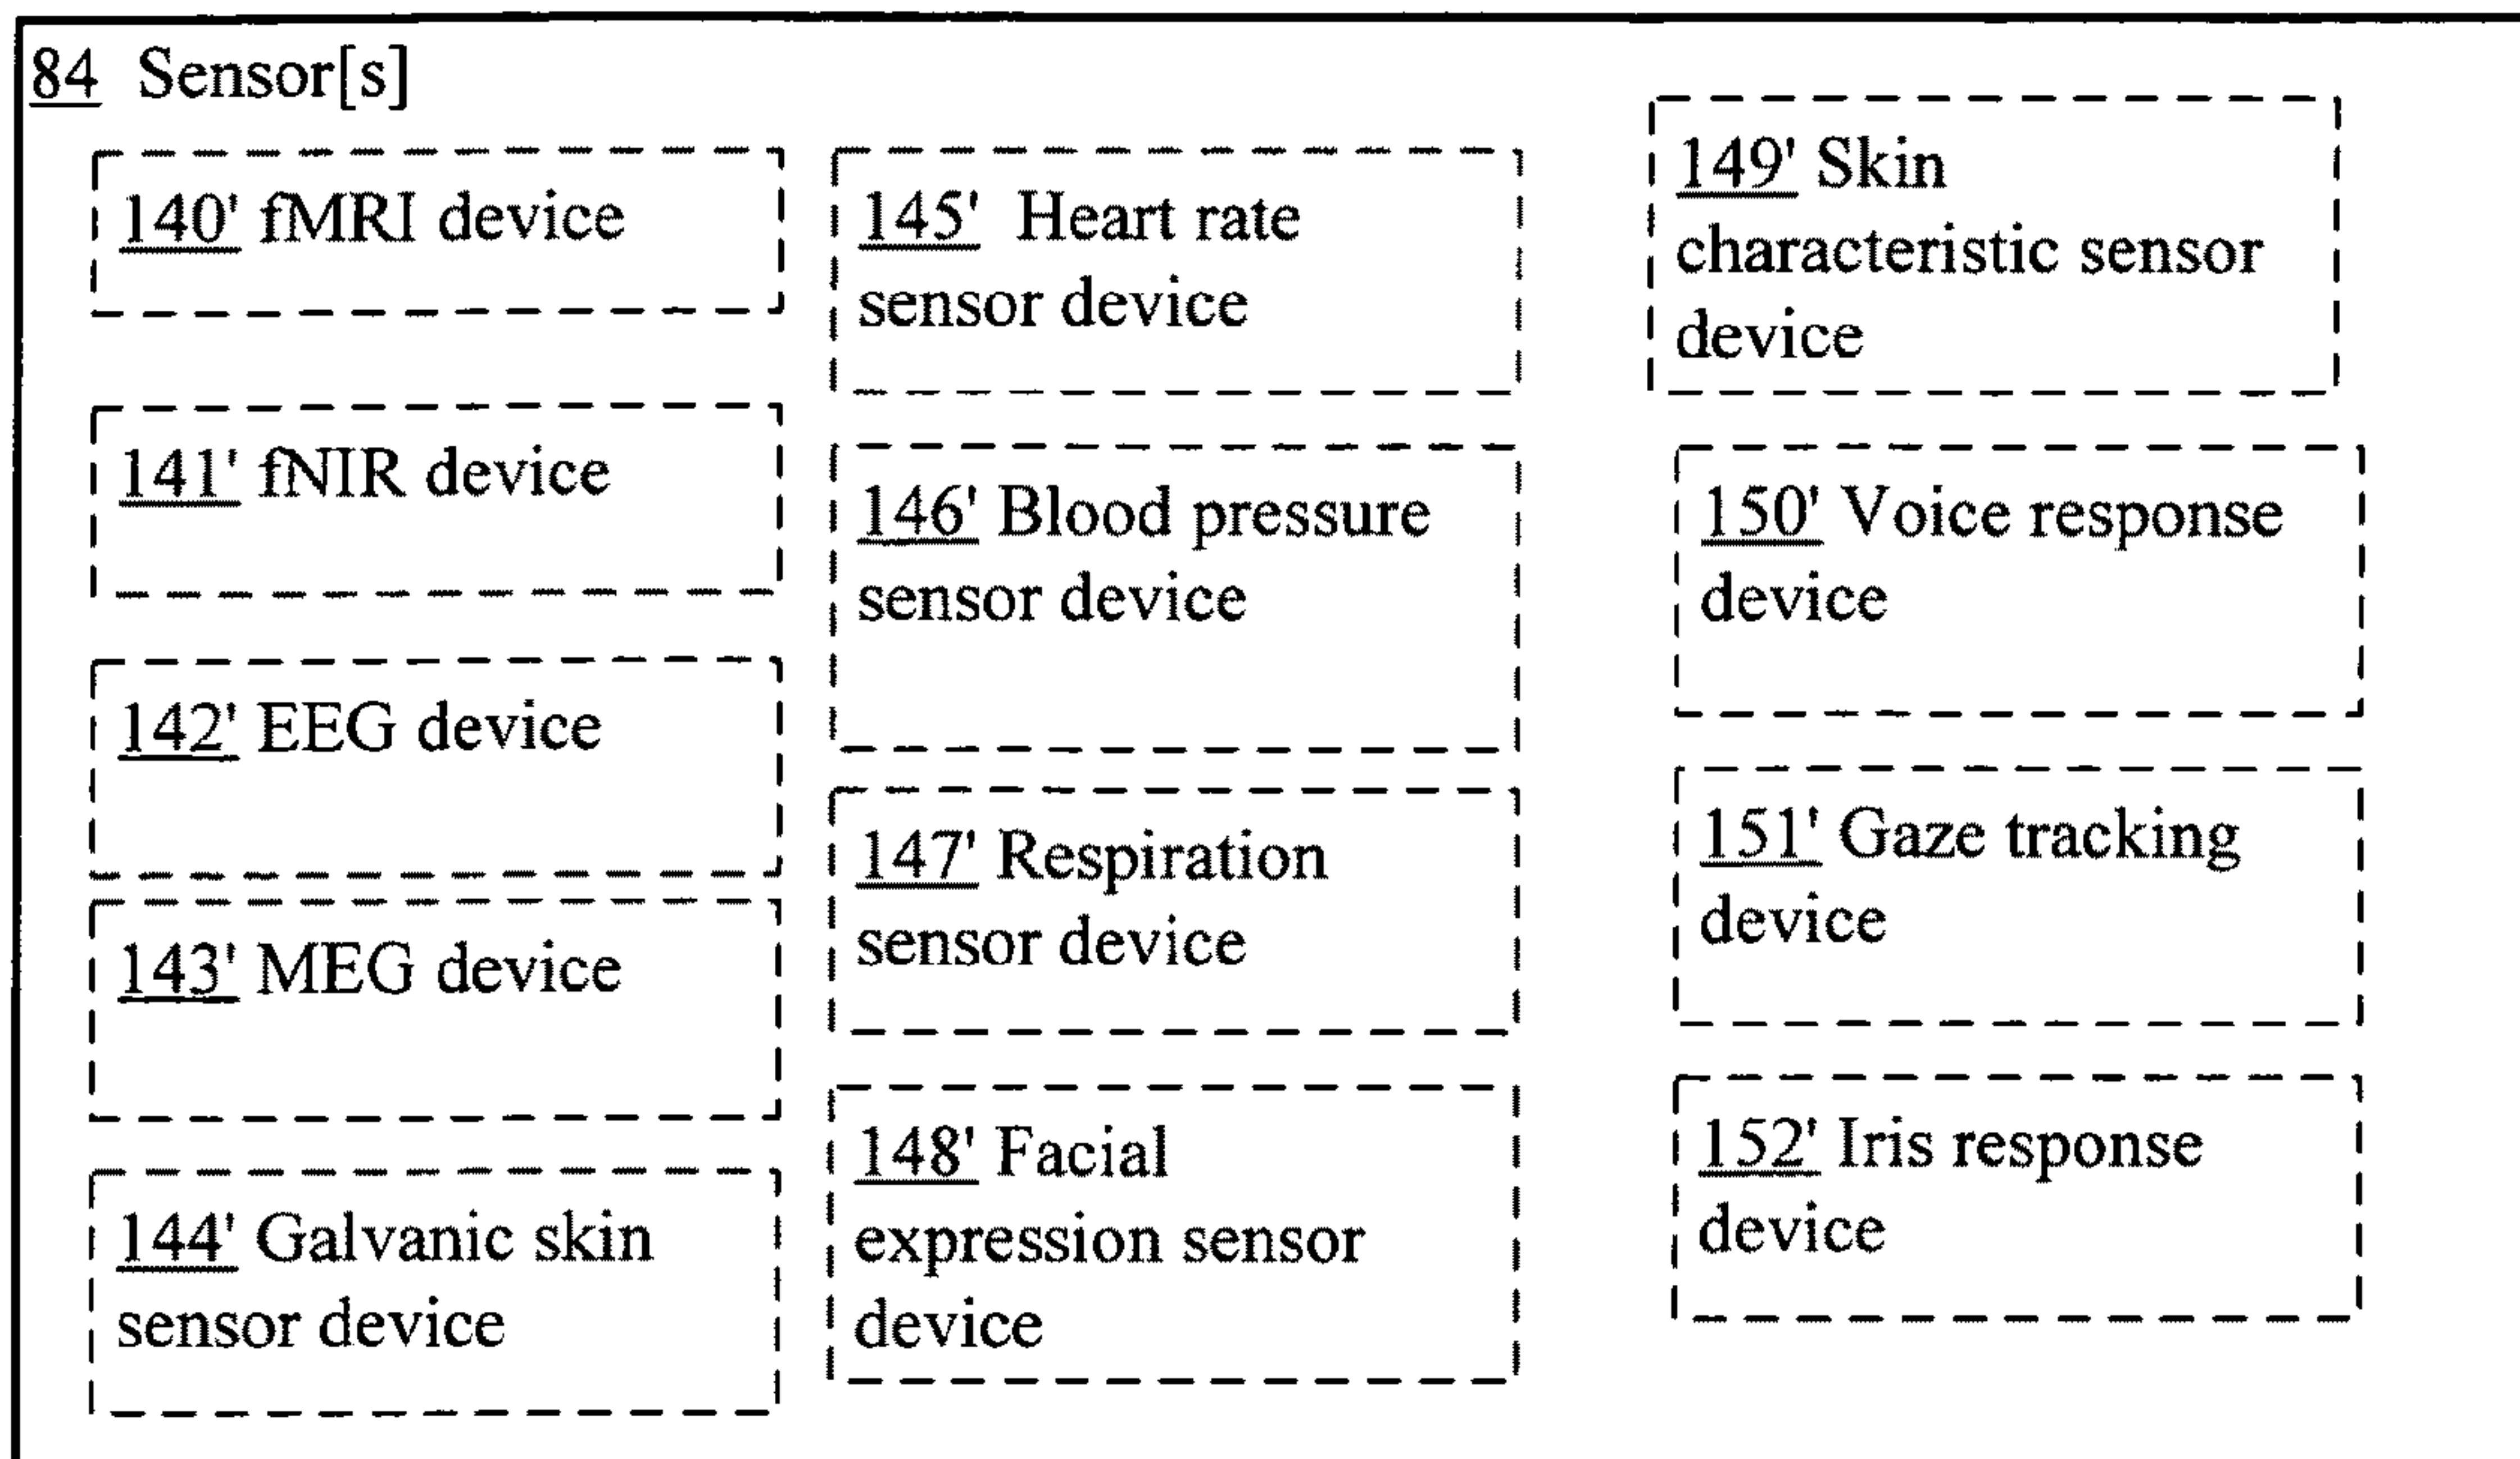 84 Sensor[s]
140' fMRI device
141' fNIR device
142' EEG device
143' MEG device
144' Galvanic skin
sensor device
145' Heart rate
sensor device
146' Blood pressure
sensor device
147' Respiration
sensor device
148' Facial
expression sensor
device
149' Skin
characteristic sensor
device
150' Voice response
device
151' Gaze tracking
device
152' Iris response
device